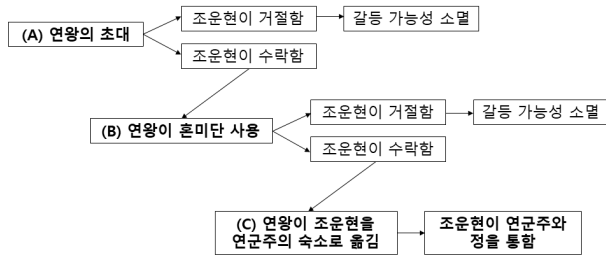 조운현이 거절함
갈등 가능성 소멸
(A) 연왕의 초대
조운현이 수락함
조운현이 거절함
갈등 가능성 소멸
(B) 연왕이 혼미단 사용
조운현이 수락함
(C) 연왕이 조운현을
연군주의 숙소로 옮김
조운현이 연군주와
정을 통함